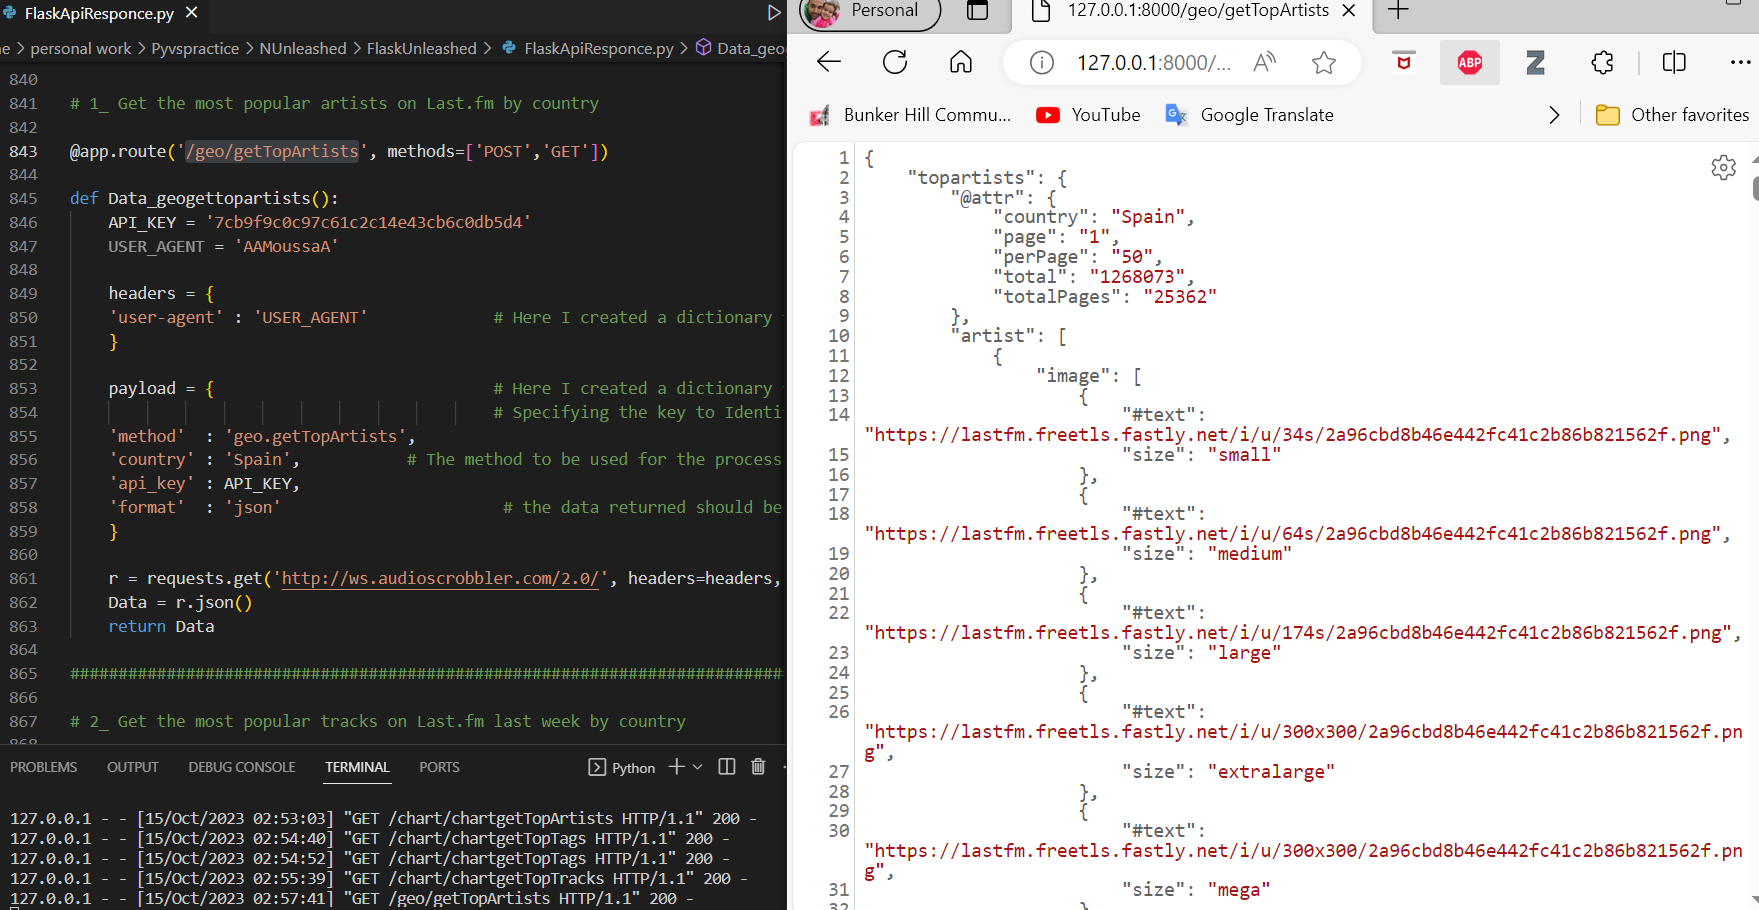 FlaskApiResponce.py
e > personal work > Pyvspractice > NUnleashed > FlaskUnleashed > FlaskApiResponce.py > Data_geo
840
841 # 1_ Get the most popular artists on Last.fm by country
842
843 @app.route('/geo/getTopArtists', methods=['POST','GET'])
844
845 def Data_geogettopartists():
846 API_KEY = '7cb9f9c0c97c61c2c14e43cb6c0db5d4'
847 USER_AGENT = 'AAMoussaA'
848
849 headers = {
850 'user-agent' : 'USER_AGENT' # Here I created a dictionary
851 }
852
853 payload = { # Here I created a dictionary
854 # Specifying the key to Identi
855 'method' : 'geo.getTopArtists',
856 'country' : 'Spain', # The method to be used for the process
857 'api_key' : API_KEY,
858 'format' : 'json' # the data returned should be
859 }
860
861 r = requests.get('http://ws.audioscrobbler.com/2.0/', headers=headers,
862 Data = r.json()
863 return Data
864
865 ##########################################################################
866
867 # 2_ Get the most popular tracks on Last.fm last week by country
868
PROBLEMS OUTPUT DEBUG CONSOLE TERMINAL PORTS Python
127.0.0.1 - - [15/Oct/2023 02:53:03] "GET /chart/chartgetTopArtists HTTP/1.1" 200 -
127.0.0.1 - - [15/Oct/2023 02:54:40] "GET /chart/chartgetTopTags HTTP/1.1" 200 -
127.0.0.1 - - [15/Oct/2023 02:54:52] "GET /chart/chartgetTopTags HTTP/1.1" 200 -
127.0.0.1 - - [15/Oct/2023 02:55:39] "GET /chart/chartgetTopTracks HTTP/1.1" 200 -
127.0.0.1 - - [15/Oct/2023 02:57:41] "GET /geo/getTopArtists HTTP/1.1" 200 -
Personal 127.0.0.1:8000/geo/getTopArtists
127.0.0.1:8000/... A ABP Z
Bunker Hill Commu... YouTube Google Translate Other favorites
1 {
2 "topartists": {
3 "@attr": {
4 "country": "Spain",
5 "page": "1",
6 "perPage": "50",
7 "total": "1268073",
8 "totalPages": "25362"
9 },
10 "artist": [
11 {
12 "image": [
13 {
14 "#text":
"https://lastfm.freetls.fastly.net/i/u/34s/2a96cbd8b46e442fc41c2b86b821562f.png",
15 "size": "small"
16 },
17 {
18 "#text":
"https://lastfm.freetls.fastly.net/i/u/64s/2a96cbd8b46e442fc41c2b86b821562f.png",
19 "size": "medium"
20 },
21 {
22 "#text":
"https://lastfm.freetls.fastly.net/i/u/174s/2a96cbd8b46e442fc41c2b86b821562f.png",
23 "size": "large"
24 },
25 {
26 "#text":
"https://lastfm.freetls.fastly.net/i/u/300x300/2a96cbd8b46e442fc41c2b86b821562f.pn
g",
27 "size": "extralarge"
28 },
29 {
30 "#text":
"https://lastfm.freetls.fastly.net/i/u/300x300/2a96cbd8b46e442fc41c2b86b821562f.pn
g",
31 "size": "mega"
32 }